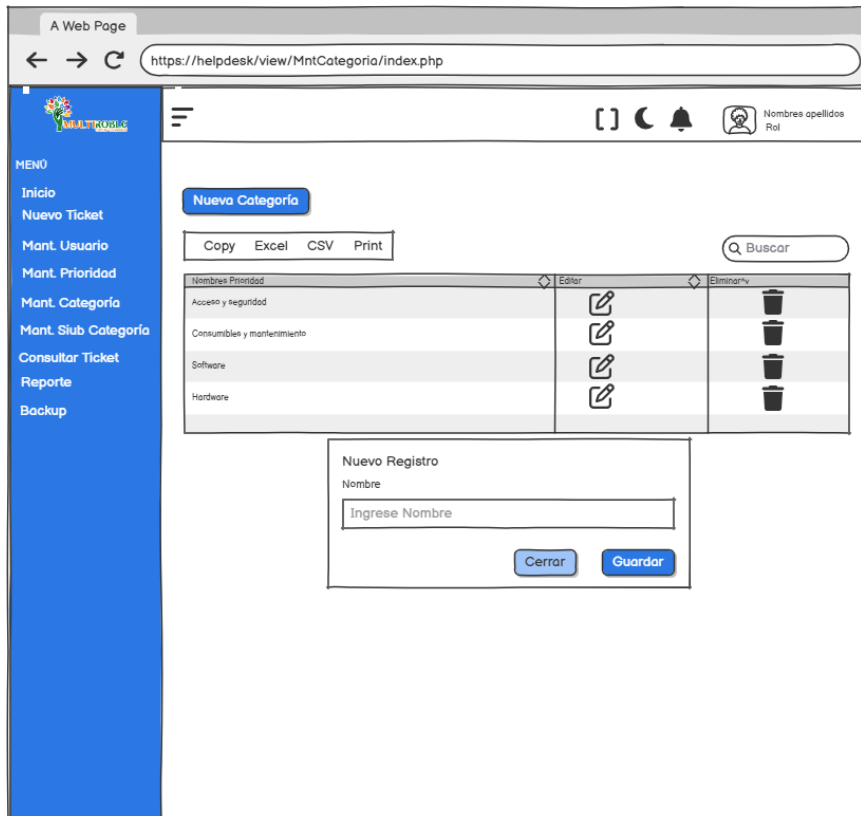 A Web Page
https://helpdesk/view/MntCategoria/index.php
MULTINOBLE
Nombres apellidos
Rol
MENÚ
Inicio
Nuevo Ticket
Mant. Usuario
Mant. Prioridad
Mant. Categoría
Mant. Siub Categoría
Consultar Ticket
Reporte
Backup
Nueva Categoría
Copy Excel CSV Print
Buscar
Nombres Prioridad Editar Eliminar^v
Acceso y seguridad
Consumibles y mantenimiento
Software
Hardware
Nuevo Registro
Nombre
Ingrese Nombre
Cerrar Guardar